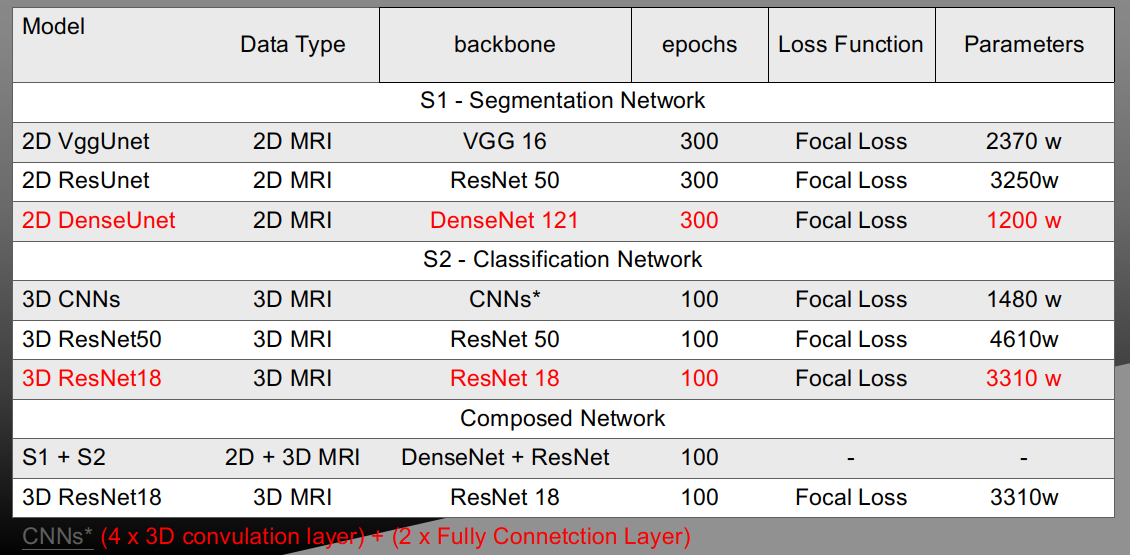 Model Data Type backbone epochs Loss Function Parameters
S1 - Segmentation Network
2D VggUnet 2D MRI VGG 16 300 Focal Loss 2370 w
2D ResUnet 2D MRI ResNet 50 300 Focal Loss 3250w
2D DenseUnet 2D MRI DenseNet 121 300 Focal Loss 1200 w
S2 - Classification Network
3D CNNs 3D MRI CNNs* 100 Focal Loss 1480 w
3D ResNet50 3D MRI ResNet 50 100 Focal Loss 4610w
3D ResNet18 3D MRI ResNet 18 100 Focal Loss 3310 w
Composed Network
S1 + S2 2D + 3D MRI DenseNet + ResNet 100 - -
3D ResNet18 3D MRI ResNet 18 100 Focal Loss 3310w
CNNs* (4 x 3D convulation layer) + (2 x Fully Connetction Layer)